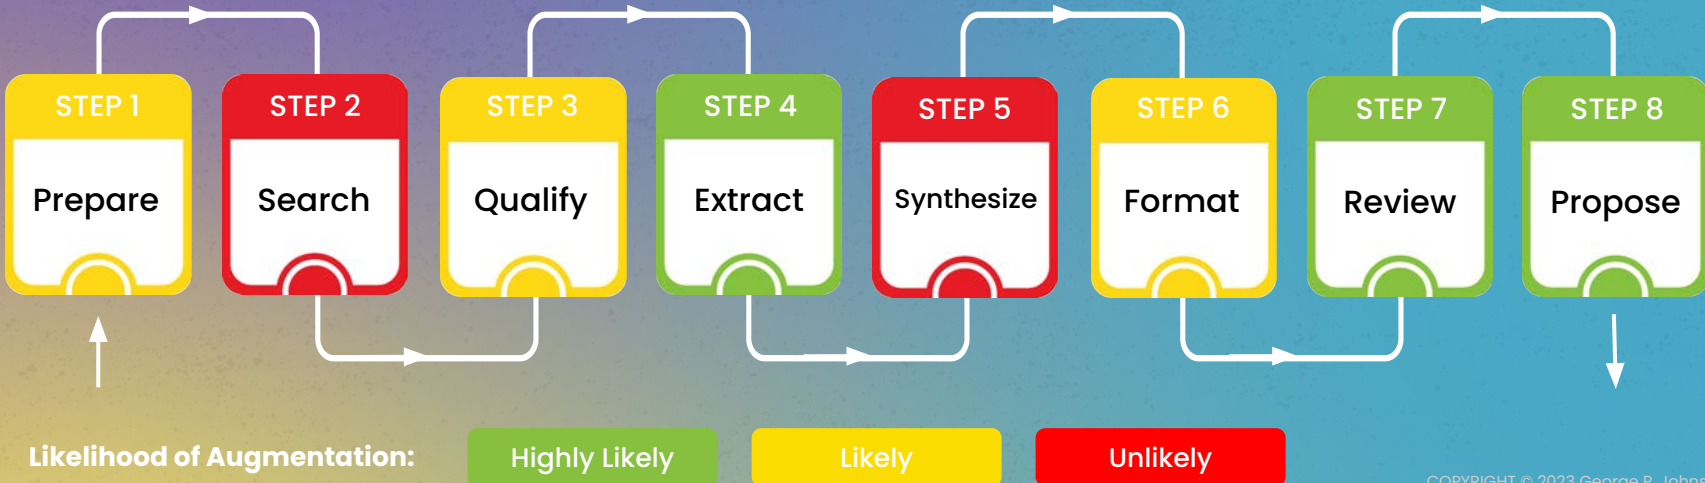 STEP 1
Prepare
STEP 2
Search
STEP 3
Qualify
STEP 4
Extract
STEP 5
Synthesize
STEP 6
Format
STEP 7
Review
STEP 8
Propose
Likelihood of Augmentation:
Highly Likely
Likely
Unlikely
COPYRIGHT © 2023 George P.